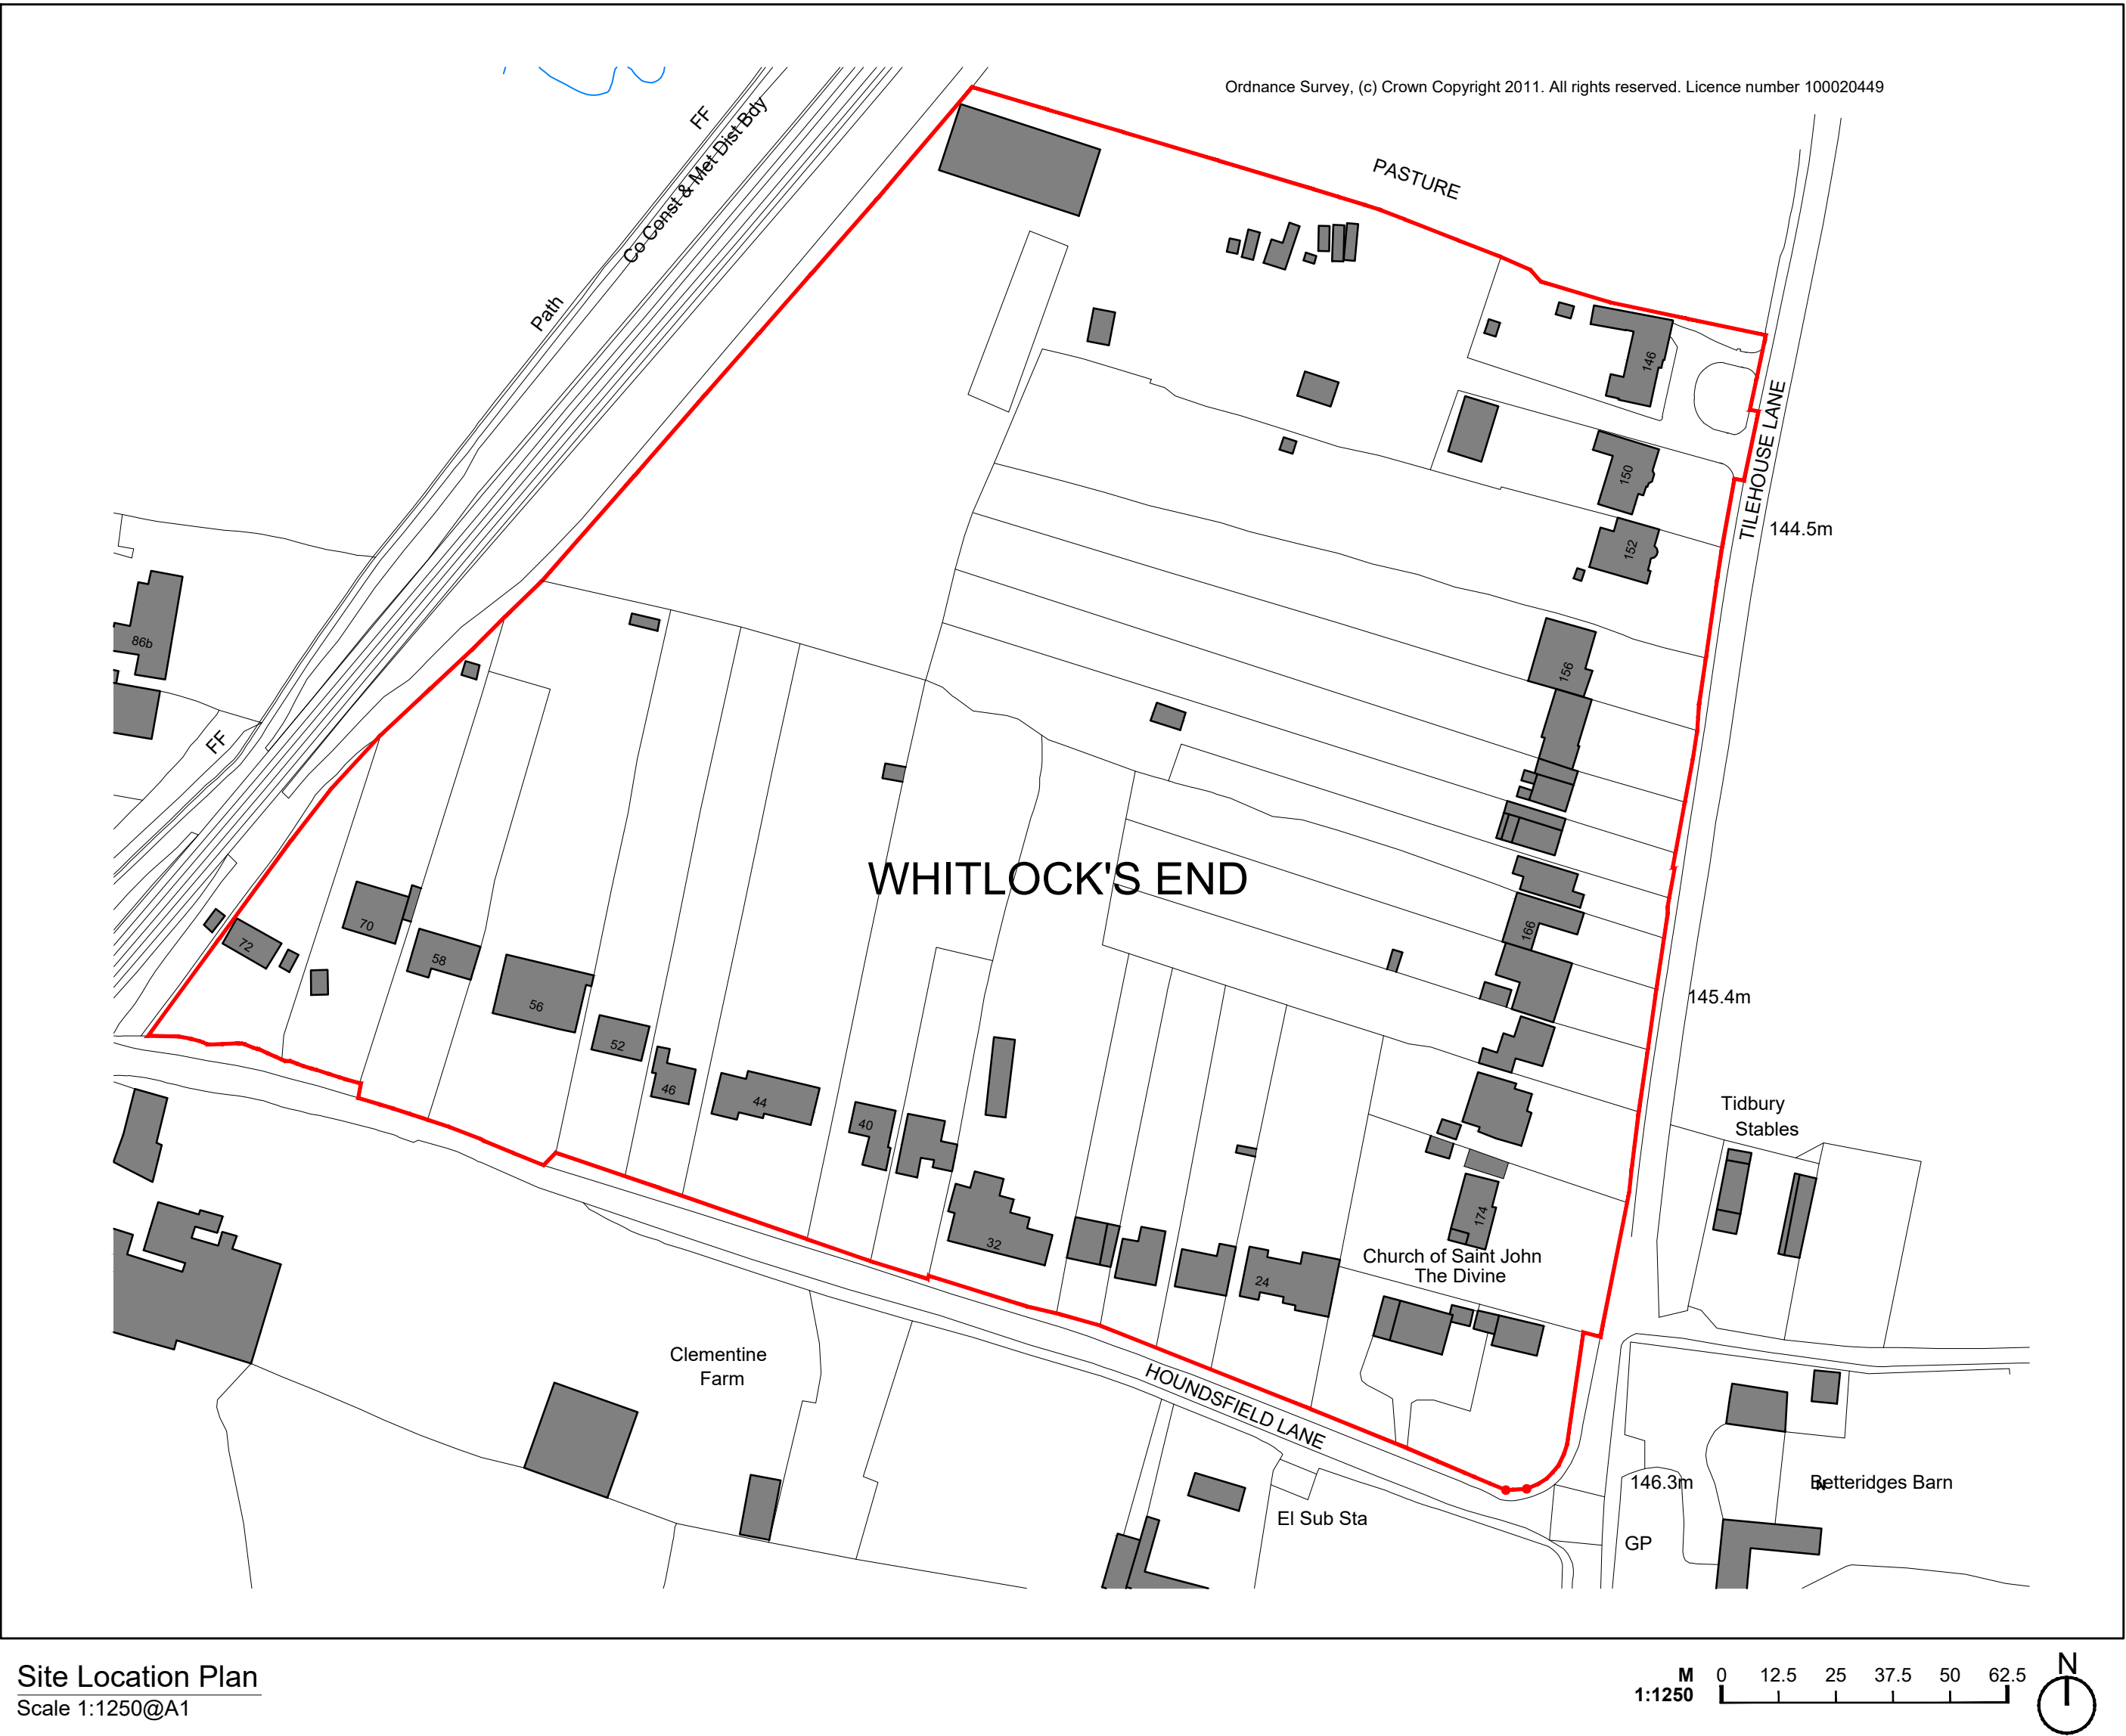 Ordnance Survey, (c) Crown Copyright 2011. All rights reserved. Licence number 100020449
FF
Co Const & Met Dist Bdy
PASTURE
Path
146
TILEHOUSE LANE
150
144.5m
152
86b
156
FF
WHITLOCK'S END
70
72
58
166
56
145.4m
52
46
44
40
Tidbury
Stables
174
32
Church of Saint John
The Divine
24
Clementine
Farm
HOUNDSFIELD LANE
146.3m
Betteridges Barn
El Sub Sta
GP
Site Location Plan
Scale 1:1250@A1
M 0 12.5 25 37.5 50 62.5
1:1250
N